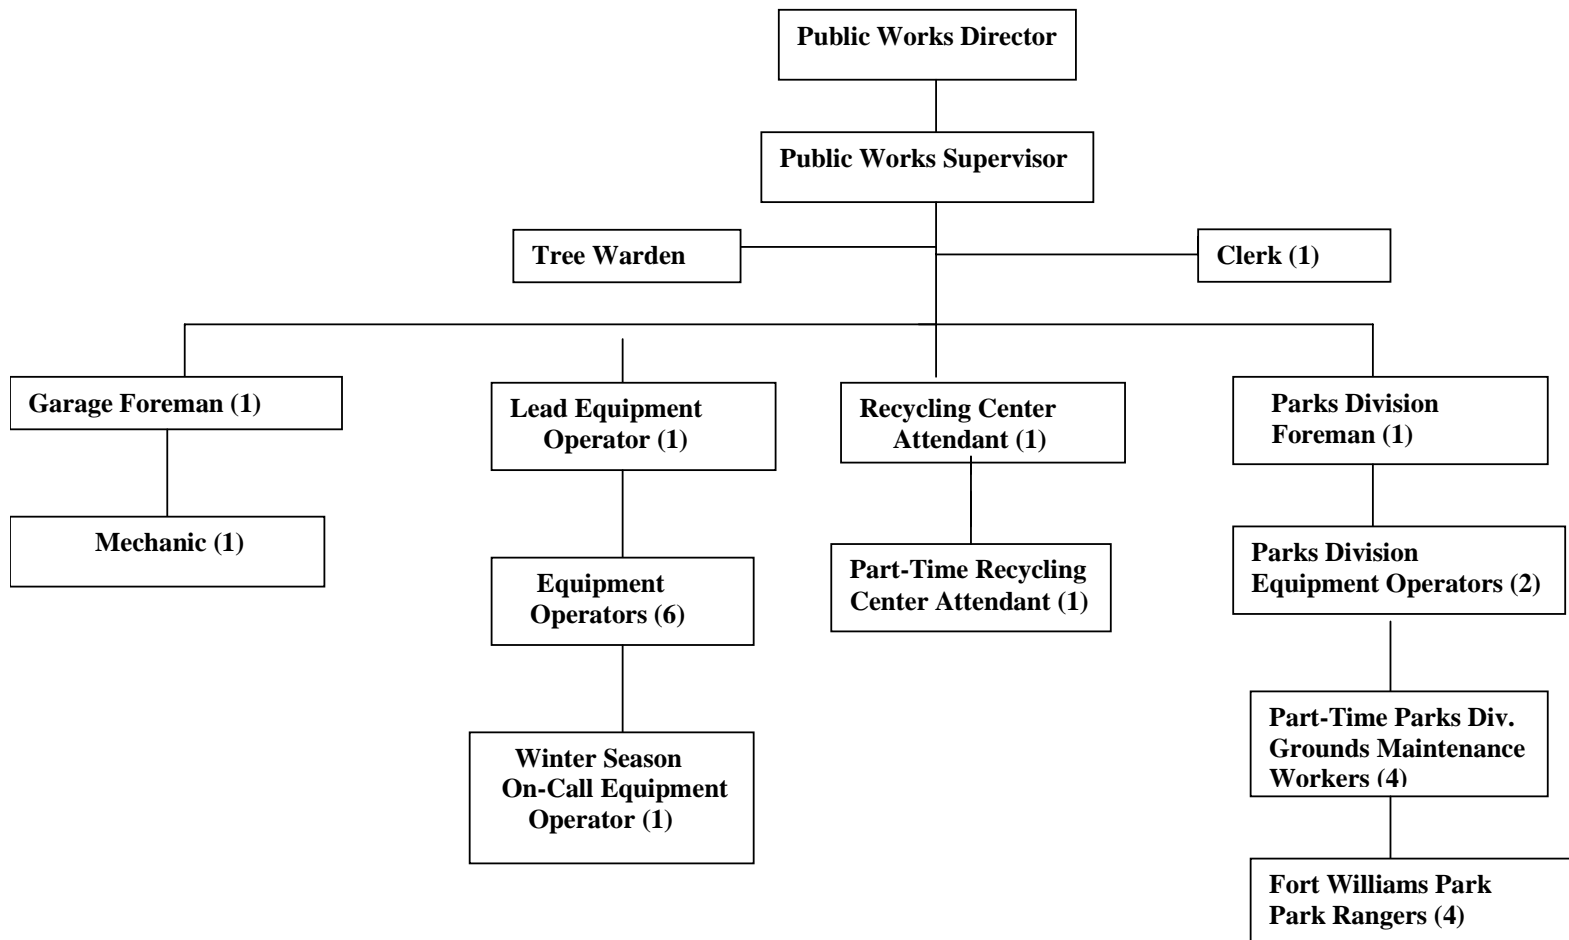 Public Works Director
Public Works Supervisor
Tree Warden
Clerk (1)
Garage Foreman (1)
Lead Equipment
Operator (1)
Recycling Center
Attendant (1)
Parks Division
Foreman (1)
Mechanic (1)
Equipment
Operators (6)
Part-Time Recycling
Center Attendant (1)
Parks Division
Equipment Operators (2)
Winter Season
On-Call Equipment
Operator (1)
Part-Time Parks Div.
Grounds Maintenance
Workers (4)
Fort Williams Park
Park Rangers (4)